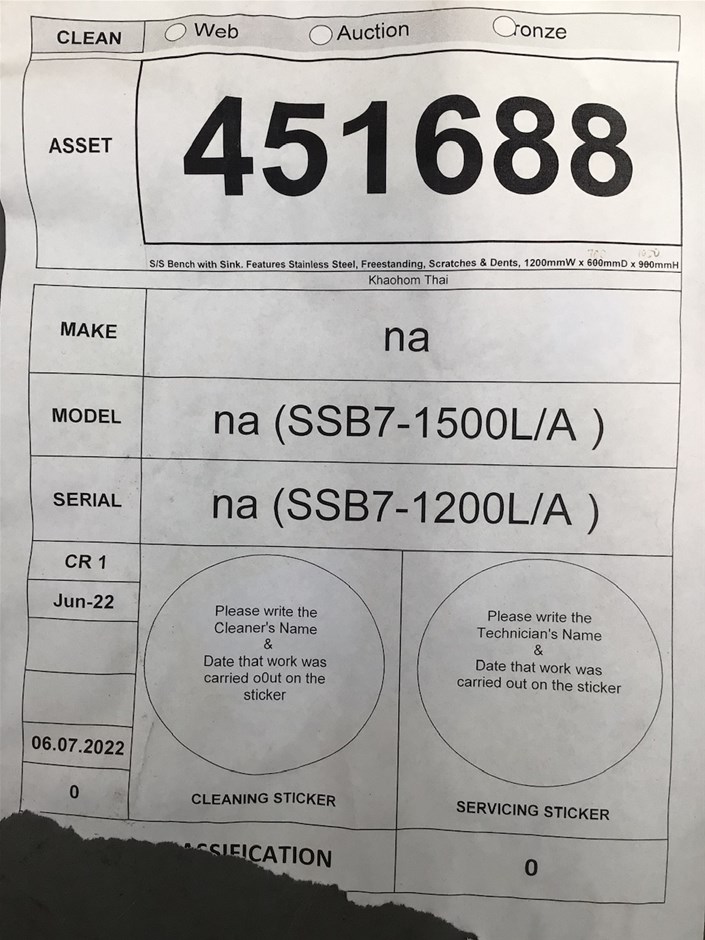 CLEAN Web Auction ronze
ASSET 451688
S/S Bench with Sink. Features Stainless Steel, Freestanding, Scratches & Dents, 1200mmW x 600mmD x 900mmH
Khaohom Thai
MAKE na
MODEL na (SSB7-1500L/A )
SERIAL na (SSB7-1200L/A )
CR 1
Jun-22
06.07.2022
0
Please write the
Cleaner's Name
&
Date that work was
carried o0ut on the
sticker
CLEANING STICKER
Please write the
Technician's Name
&
Date that work was
carried out on the sticker
SERVICING STICKER
ASSIFICATION 0